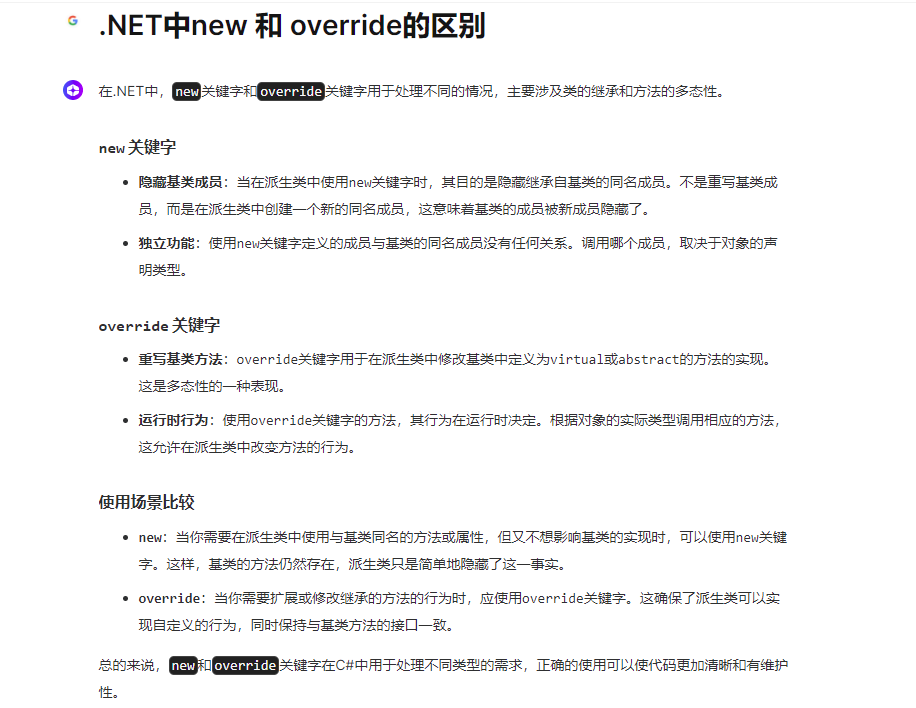 .NET中new 和 override的区别
在.NET中，new关键字和override关键字用于处理不同的情况，主要涉及类的继承和方法的多态性。
new 关键字
• 隐藏基类成员：当在派生类中使用new关键字时，其目的是隐藏继承自基类的同名成员。不是重写基类成
员，而是在派生类中创建一个新的同名成员，这意味着基类的成员被新成员隐藏了。
• 独立功能：使用new关键字定义的成员与基类的同名成员没有任何关系。调用哪个成员，取决于对象的声
明类型。
override 关键字
• 重写基类方法：override关键字用于在派生类中修改基类中定义为virtual或abstract的方法的实现。
这是多态性的一种表现。
• 运行时行为：使用override关键字的方法，其行为在运行时决定。根据对象的实际类型调用相应的方法，
这允许在派生类中改变方法的行为。
使用场景比较
• new：当你需要在派生类中使用与基类同名的方法或属性，但又不想影响基类的实现时，可以使用new关键
字。这样，基类的方法仍然存在，派生类只是简单地隐藏了这一事实。
• override：当你需要扩展或修改继承的方法的行为时，应使用override关键字。这确保了派生类可以实
现自定义的行为，同时保持与基类方法的接口一致。
总的来说，new和override关键字在C#中用于处理不同类型的需求，正确的使用可以使代码更加清晰和有维护
性。